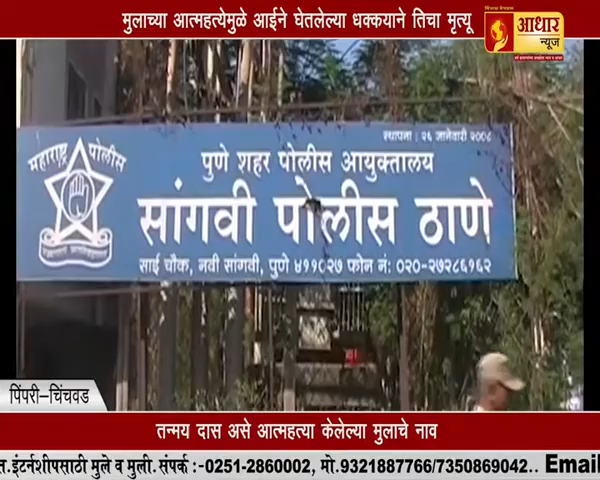 मुलाच्या आत्महत्येमुळे आईने घेतलेल्या धक्कयाने तिचा मृत्यू
आधार
न्यूज
स्थापना : २६ जानेवारी २००८
महाराष्ट्र पोलीस
पुणे शहर पोलीस आयुक्तालय
सांगवी पोलीस ठाणे
साई चौक, नवी सांगवी, पुणे ४११०२७ फोन नं: ०२०-२७२८६१६२
पिंपरी-चिंचवड
तन्मय दास असे आत्महत्या केलेल्या मुलाचे नाव
त.इंटर्नशीपसाठी मुले व मुली. संपर्क :-0251-2860002, मो.9321887766/7350869042.. Email